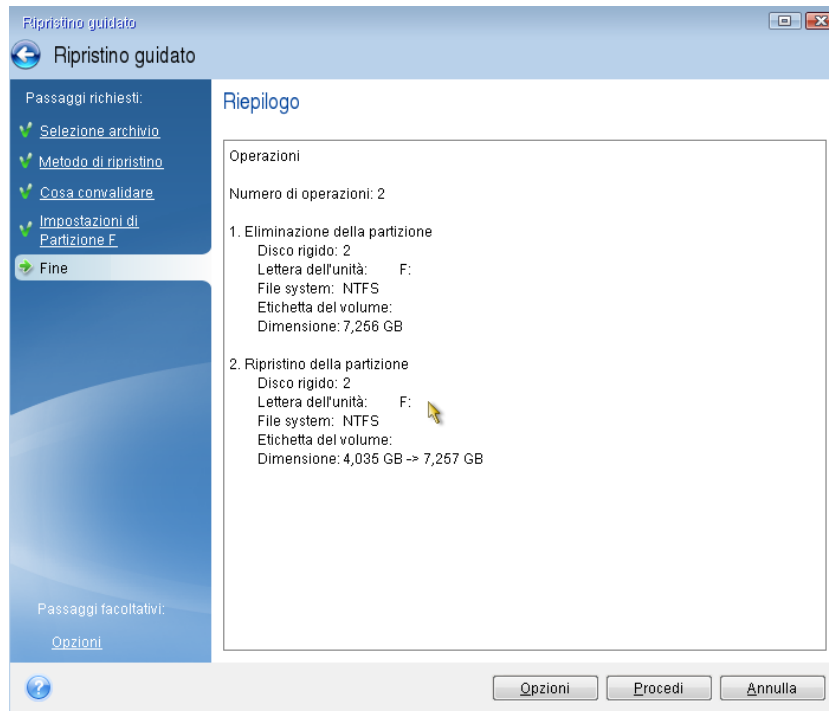 Ripristino guidato
Ripristino guidato
Passaggi richiesti:
Selezione archivio
Metodo di ripristino
Cosa convalidare
Impostazioni di
Partizione F
Fine
Riepilogo
Operazioni
Numero di operazioni: 2
1. Eliminazione della partizione
Disco rigido: 2
Lettera dell'unità: F:
File system: NTFS
Etichetta del volume:
Dimensione: 7,256 GB
2. Ripristino della partizione
Disco rigido: 2
Lettera dell'unità: F:
File system: NTFS
Etichetta del volume:
Dimensione: 4,035 GB -> 7,257 GB
Passaggi facoltativi:
Opzioni
Opzioni
Procedi
Annulla